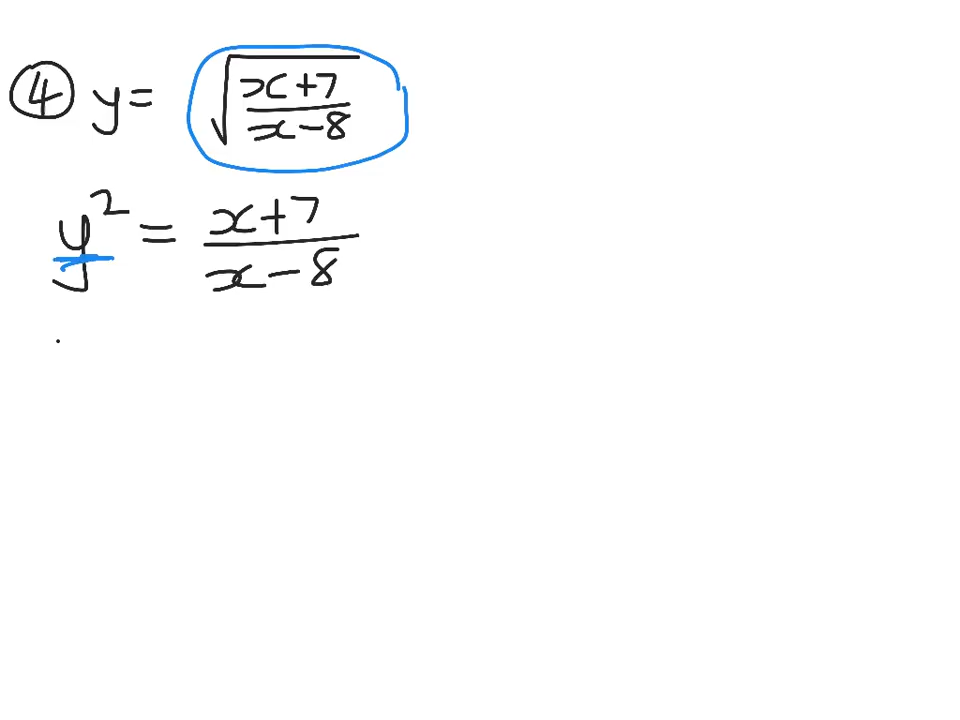 ④ y = √((x+7)/(x-8))
y² = (x+7)/(x-8)